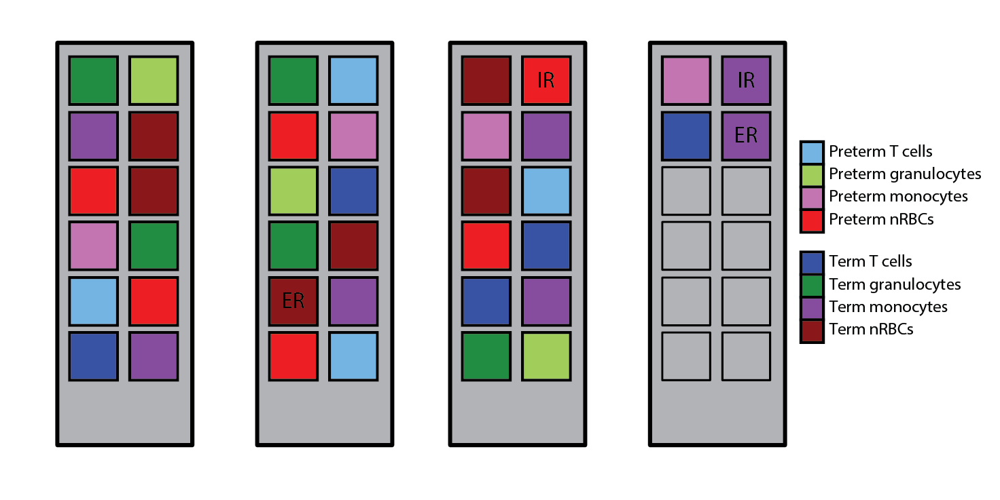 IR
IR
ER
ER
Preterm T cells
Preterm granulocytes
Preterm monocytes
Preterm nRBCs
Term T cells
Term granulocytes
Term monocytes
Term nRBCs